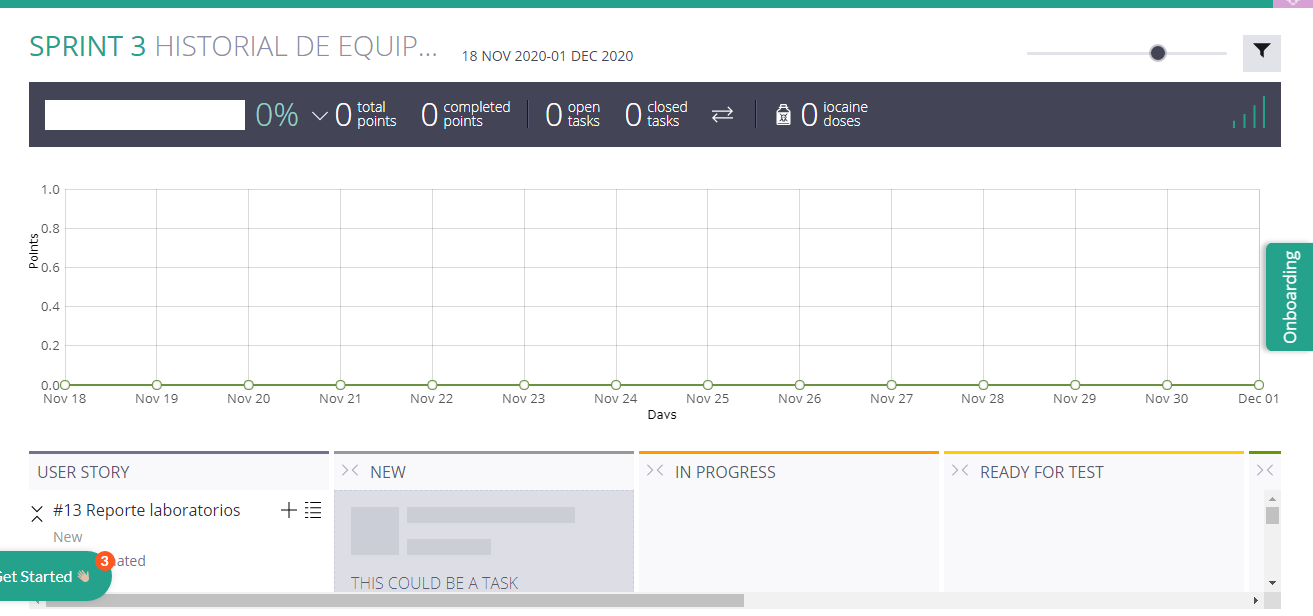 SPRINT 3 HISTORIAL DE EQUIP... 18 NOV 2020-01 DEC 2020
0% 0 total points 0 completed points 0 open tasks 0 closed tasks 0 iocaine doses
1.0
0.8
0.6
0.4
0.2
0.0
Points
Nov 18 Nov 19 Nov 20 Nov 21 Nov 22 Nov 23 Nov 24 Nov 25 Nov 26 Nov 27 Nov 28 Nov 29 Nov 30 Dec 01
Days
Onboarding
USER STORY NEW IN PROGRESS READY FOR TEST
#13 Reporte laboratorios
New
ated
3
Get Started
THIS COULD BE A TASK